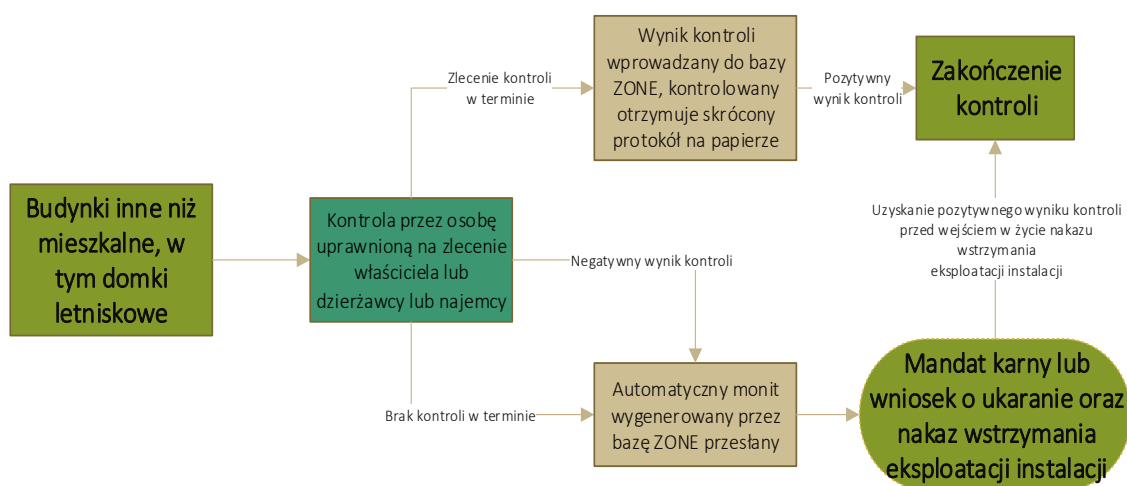 Budynki inne niż
mieszkalne, w
tym domki
letniskowe
Kontrola przez osobę
uprawnioną na zlecenie
właściciela lub
dzierżawcy lub najemcy
Zlecenie kontroli
w terminie
Wynik kontroli
wprowadzany do bazy
ZONE, kontrolowany
otrzymuje skrócony
protokół na papierze
Pozytywny
wynik kontroli
Zakończenie
kontroli
Negatywny wynik kontroli
Brak kontroli w terminie
Automatyczny monit
wygenerowany przez
bazę ZONE przesłany
Mandat karny lub
wniosek o ukaranie oraz
nakaz wstrzymania
eksploatacji instalacji
Uzyskanie pozytywnego wyniku kontroli
przed wejściem w życie nakazu
wstrzymania
eksploatacji instalacji